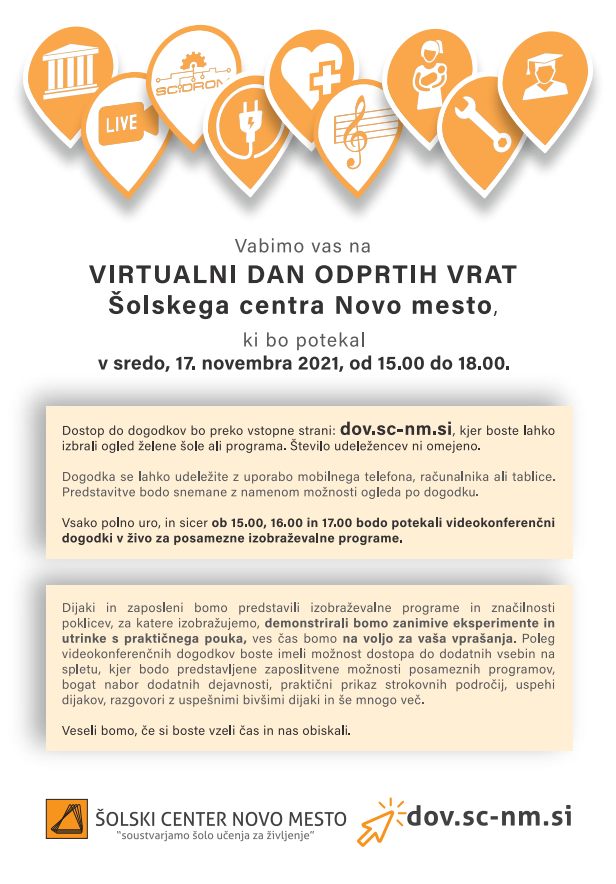 LIVE
SC:DROM
Vabimo vas na
VIRTUALNI DAN ODPRTIH VRAT
Šolskega centra Novo mesto,
ki bo potekal
v sredo, 17. novembra 2021, od 15.00 do 18.00.
Dostop do dogodkov bo preko vstopne strani: dov.sc-nm.si, kjer boste lahko
izbrali ogled želene šole ali programa. Število udeležencev ni omejeno.
Dogodka se lahko udeležite z uporabo mobilnega telefona, računalnika ali tablice.
Predstavitve bodo snemane z namenom možnosti ogleda po dogodku.
Vsako polno uro, in sicer ob 15.00, 16.00 in 17.00 bodo potekali videokonferenčni
dogodki v živo za posamezne izobraževalne programe.
Dijaki in zaposleni bomo predstavili izobraževalne programe in značilnosti
poklicev, za katere izobražujemo, demonstrirali bomo zanimive eksperimente in
utrinke s praktičnega pouka, ves čas bomo na voljo za vaša vprašanja. Poleg
videokonferenčnih dogodkov boste imeli možnost dostopa do dodatnih vsebin na
spletu, kjer bodo predstavljene zaposlitvene možnosti posameznih programov,
bogat nabor dodatnih dejavnosti, praktični prikaz strokovnih področij, uspehi
dijakov, razgovori z uspešnimi bivšimi dijaki in še mnogo več.
Veseli bomo, če si boste vzeli čas in nas obiskali.
ŠOLSKI CENTER NOVO MESTO
"soustvarjamo šolo učenja za življenje"
dov.sc-nm.si